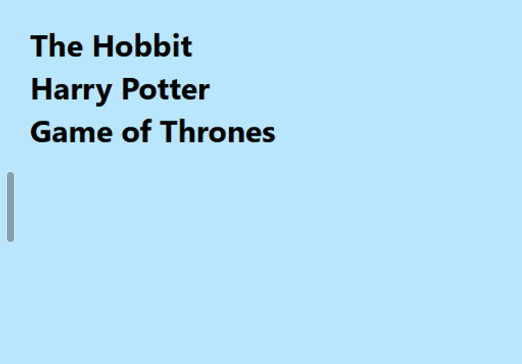 The Hobbit
Harry Potter
Game of Thrones